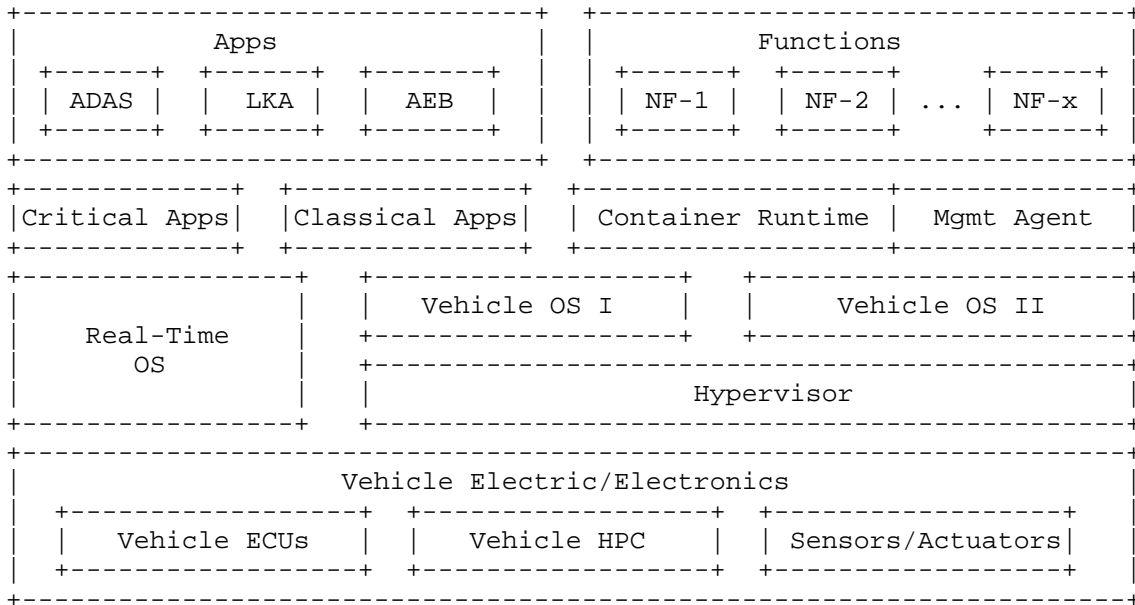 Apps Functions
ADAS LKA AEB NF-1 NF-2 ... NF-x
Critical Apps Classical Apps Container Runtime Mgmt Agent
Vehicle OS I Vehicle OS II
Real-Time
OS
Hypervisor
Vehicle Electric/Electronics
Vehicle ECUs Vehicle HPC Sensors/Actuators